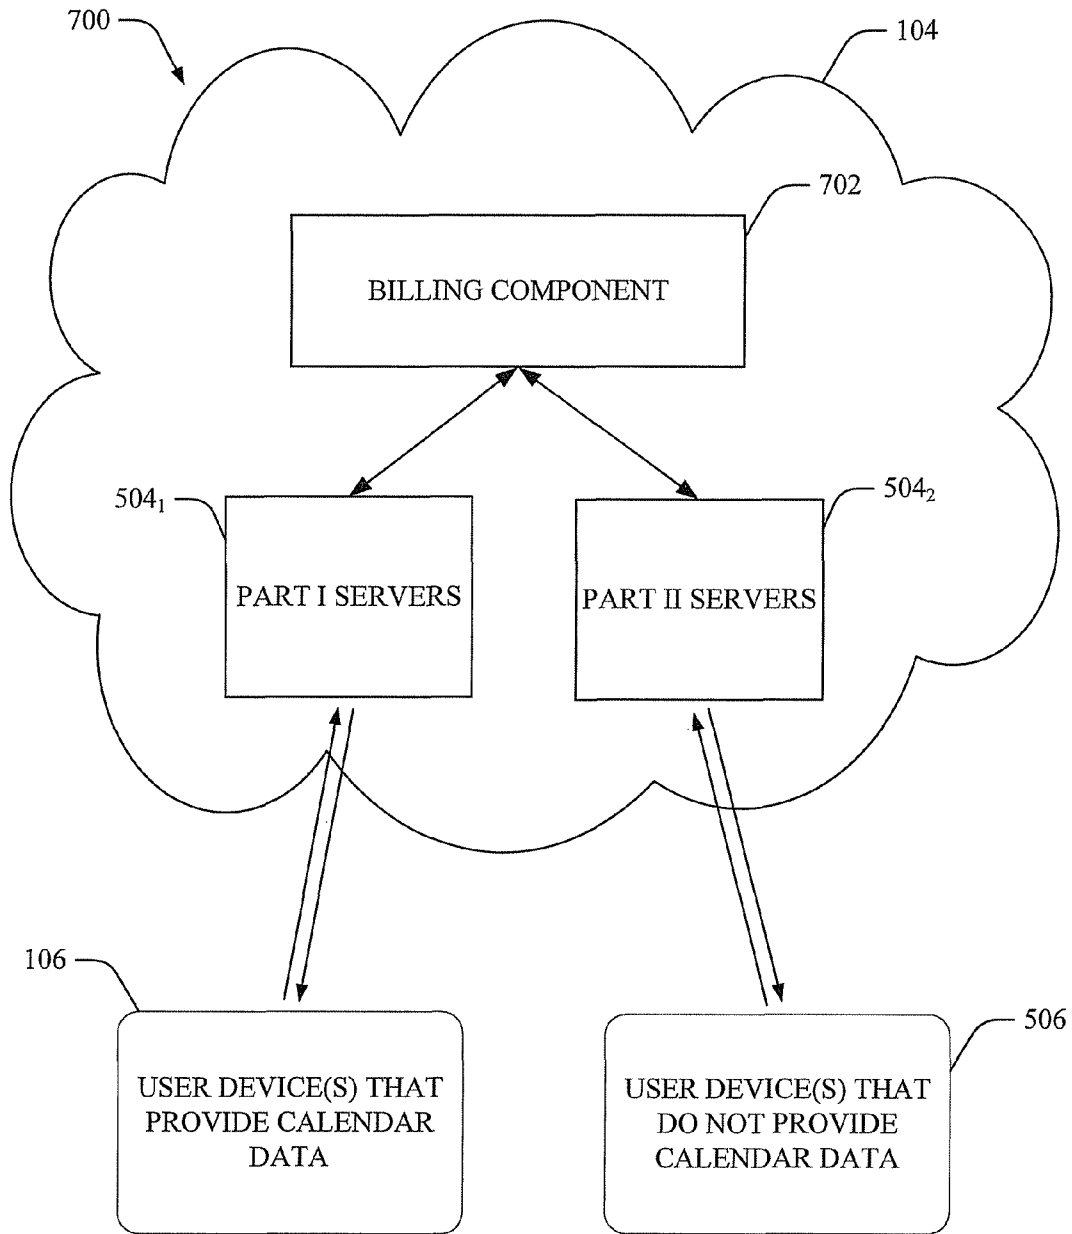 700
104
702
BILLING COMPONENT
504₁
504₂
PART I SERVERS
PART II SERVERS
106
506
USER DEVICE(S) THAT
PROVIDE CALENDAR
DATA
USER DEVICE(S) THAT
DO NOT PROVIDE
CALENDAR DATA